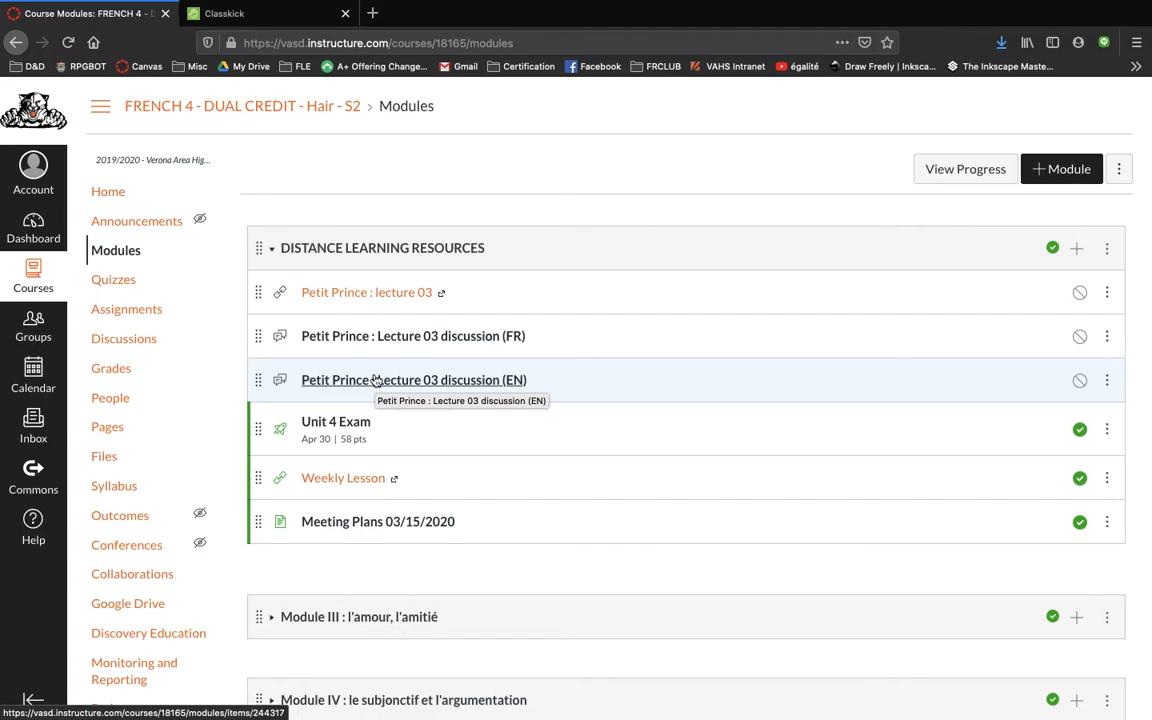 Course Modules: FRENCH 4 - D
Classkick
https://vasd.instructure.com/courses/18165/modules
D&D RPGBOT Canvas Misc My Drive FLE A+ Offering Change... Gmail Certification Facebook FRCLUB VAHS Intranet égalité Draw Freely | Inksca... The Inkscape Maste...
FRENCH 4 - DUAL CREDIT - Hair - S2 › Modules
2019/2020 - Verona Area Hig...
View Progress
+ Module
Account
Dashboard
Courses
Groups
Calendar
Inbox
Commons
Help
Home
Announcements
Modules
Quizzes
Assignments
Discussions
Grades
People
Pages
Files
Syllabus
Outcomes
Conferences
Collaborations
Google Drive
Discovery Education
Monitoring and
Reporting
DISTANCE LEARNING RESOURCES
Petit Prince : lecture 03
Petit Prince : Lecture 03 discussion (FR)
Petit Prince : Lecture 03 discussion (EN)
Petit Prince : Lecture 03 discussion (EN)
Unit 4 Exam
Apr 30 | 58 pts
Weekly Lesson
Meeting Plans 03/15/2020
Module III : l'amour, l'amitié
Module IV : le subjonctif et l'argumentation
https://vasd.instructure.com/courses/18165/modules/items/244317